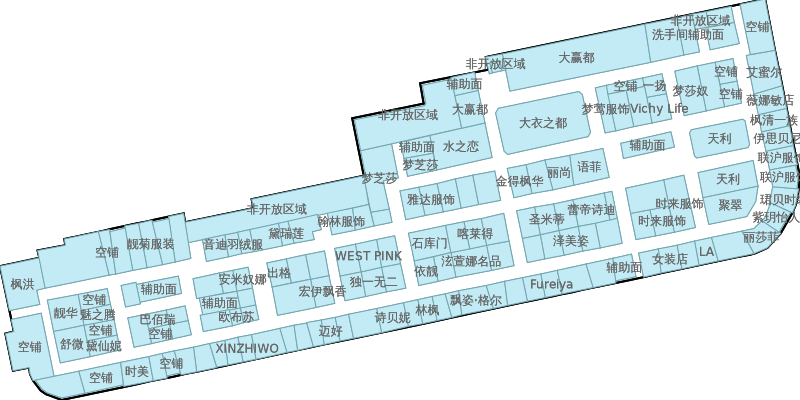 非开放区域
空铺
洗手间辅助面
大赢都
非开放区域
空铺
艾蜜尔
辅助面
空铺
一扬
梦莎奴
空铺
薇娜敏店
大赢都
梦莺服饰
Vichy Life
非开放区域
大衣之都
枫清一族
天利
伊思贝尼
辅助面
水之恋
辅助面
梦芝莎
联沪服
语菲
丽尚
金得枫华
梦芝莎
天利
联沪服
雅达服饰
珺贝时
聚翠
时来服饰
蕾帝诗迪
非开放区域
翰林服饰
圣米蒂
时来服饰
紫玥怡
丽莎菲
黛瑞莲
喀莱得
石库门
泽美姿
音迪羽绒服
靓菊服装
空铺
LA
WEST PINK
泫萱娜名品
女装店
依靓
辅助面
出格
安米奴娜
独一无二
枫洪
辅助面
宏伊飘香
Fureiya
空铺
辅助面
飘姿·格尔
靓华
魅之腾
欧布苏
林枫
巴佰瑞
诗贝妮
空铺
空铺
迈好
舒微
黛仙妮
空铺
XINZHIWO
空铺
时美
空铺